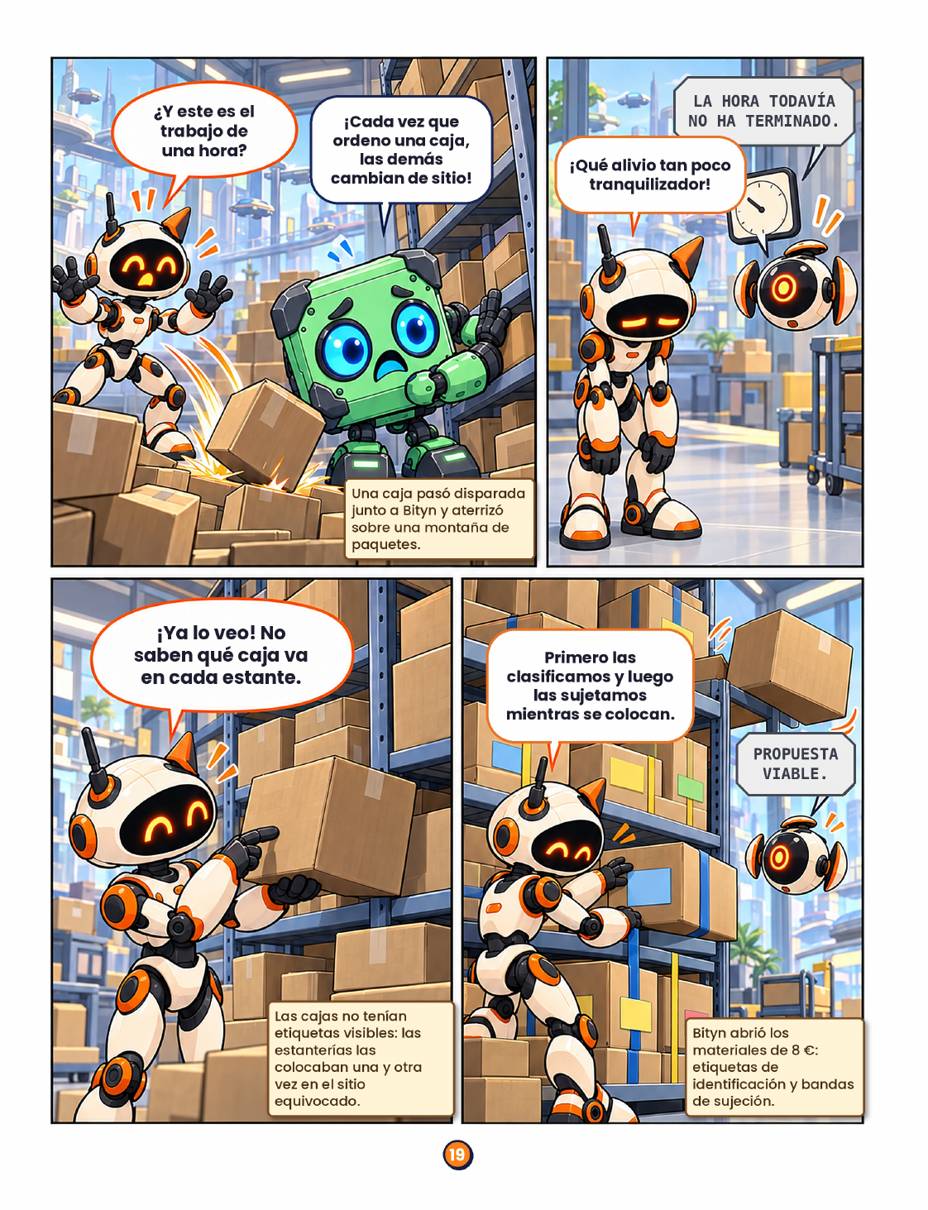 ¿Y este es el
trabajo de
una hora?
¡Cada vez que
ordeno una caja,
las demás
cambian de sitio!
Una caja pasó disparada
junto a Bityn y aterrizó
sobre una montaña de
paquetes.
LA HORA TODAVÍA
NO HA TERMINADO.
¡Qué alivio tan poco
tranquilizador!
¡Ya lo veo! No
saben qué caja va
en cada estante.
Las cajas no tenían
etiquetas visibles: las
estanterías las
colocaban una y otra
vez en el sitio
equivocado.
Primero las
clasificamos y luego
las sujetamos
mientras se colocan.
PROPUESTA
VIABLE.
Bityn abrió los
materiales de 8 €:
etiquetas de
identificación y bandas
de sujeción.
19